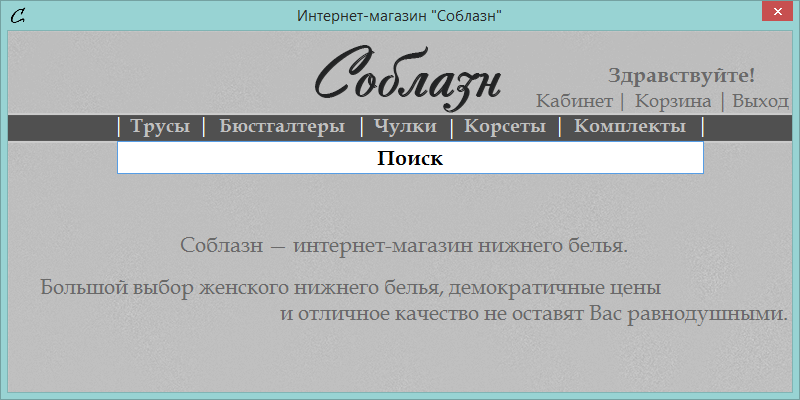 С Интернет-магазин "Соблазн"
Соблазн
Здравствуйте!
Кабинет | Корзина | Выход
| Трусы | Бюстгалтеры | Чулки | Корсеты | Комплекты |
Поиск
Соблазн — интернет-магазин нижнего белья.
Большой выбор женского нижнего белья, демократичные цены
и отличное качество не оставят Вас равнодушными.